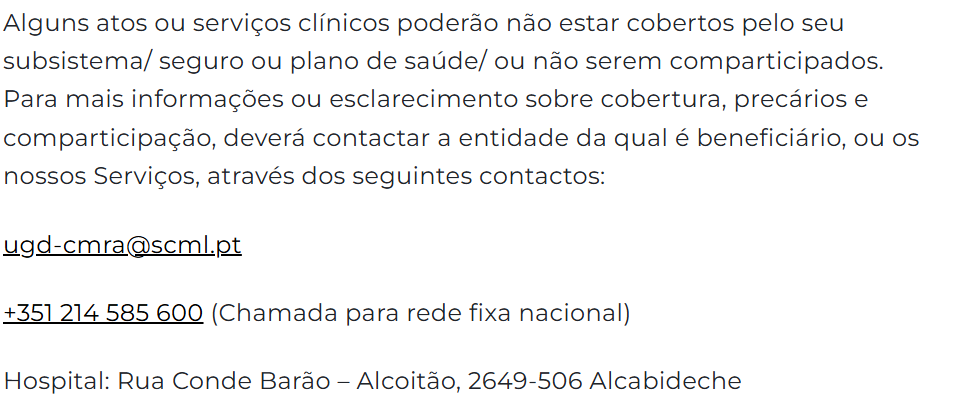 Alguns atos ou serviços clínicos poderão não estar cobertos pelo seu
subsistema/ seguro ou plano de saúde/ ou não serem comparticipados.
Para mais informações ou esclarecimento sobre cobertura, precários e
comparticipação, deverá contactar a entidade da qual é beneficiário, ou os
nossos Serviços, através dos seguintes contactos:
ugd-cmra@scml.pt
+351 214 585 600 (Chamada para rede fixa nacional)
Hospital: Rua Conde Barão – Alcoitão, 2649-506 Alcabideche